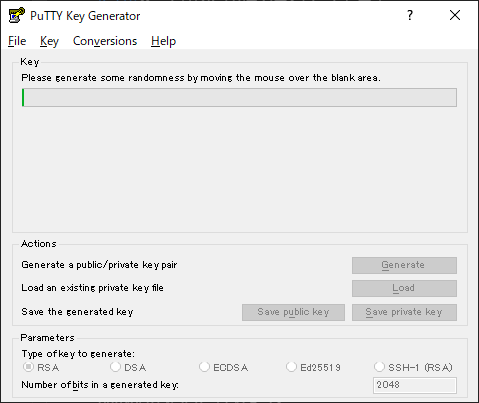 PuTTY Key Generator
File Key Conversions Help
Key
Please generate some randomness by moving the mouse over the blank area.
Actions
Generate a public/private key pair Generate
Load an existing private key file Load
Save the generated key Save public key Save private key
Parameters
Type of key to generate:
RSA DSA ECDSA Ed25519 SSH-1 (RSA)
Number of bits in a generated key: 2048